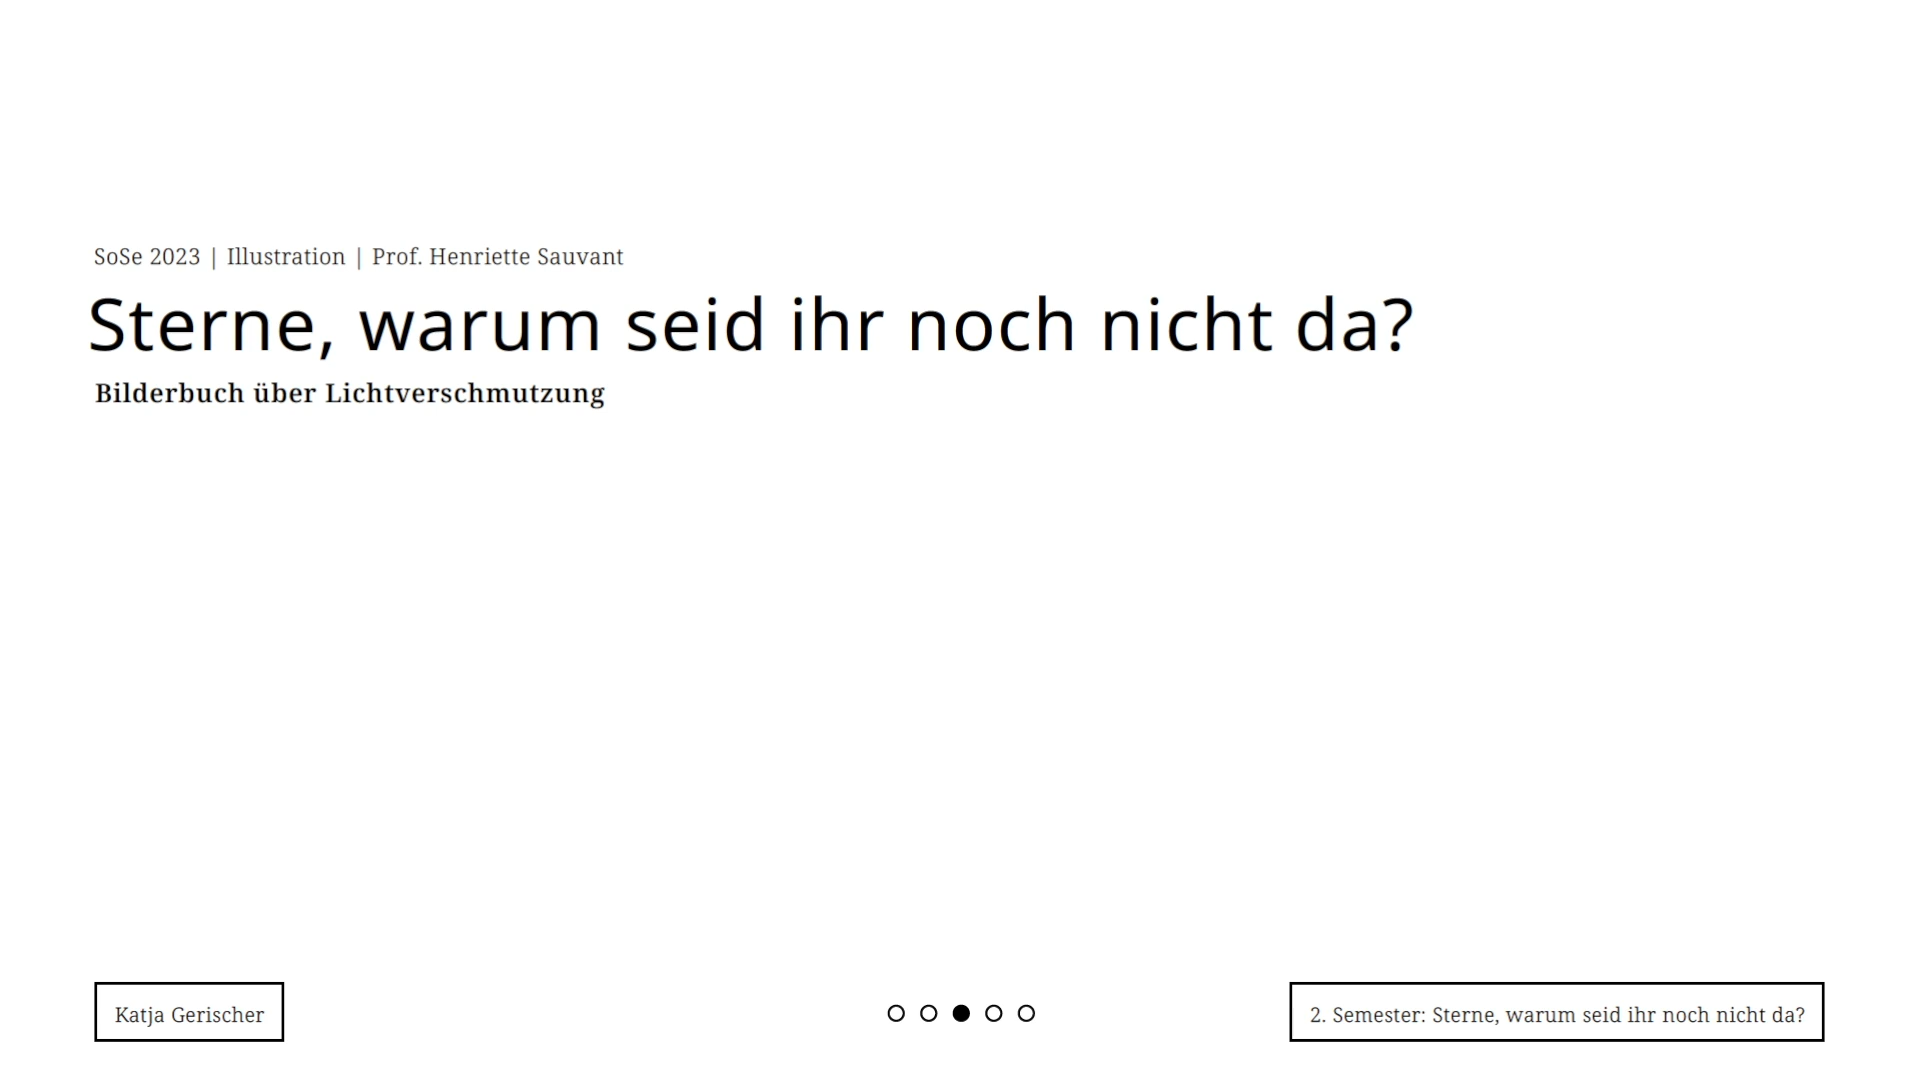 SoSe 2023 | Illustration | Prof. Henriette Sauvant
Sterne, warum seid ihr noch nicht da?
Bilderbuch über Lichtverschmutzung
Katja Gerischer
2. Semester: Sterne, warum seid ihr noch nicht da?